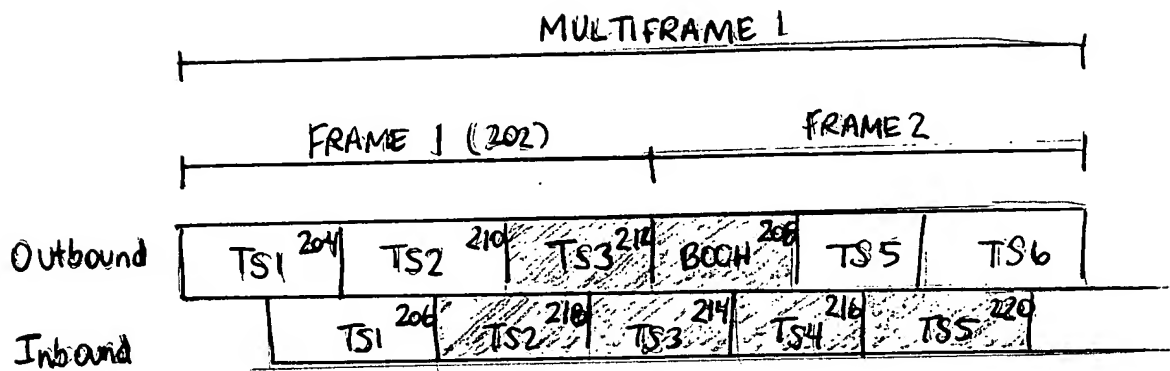 MULTIFRAME 1
FRAME 1 (202) FRAME 2
Outbound TS1 204 TS2 210 TS3 212 BCCH 208 TS5 TS6
Inbound TS1 206 TS2 218 TS3 214 TS4 216 TS5 220